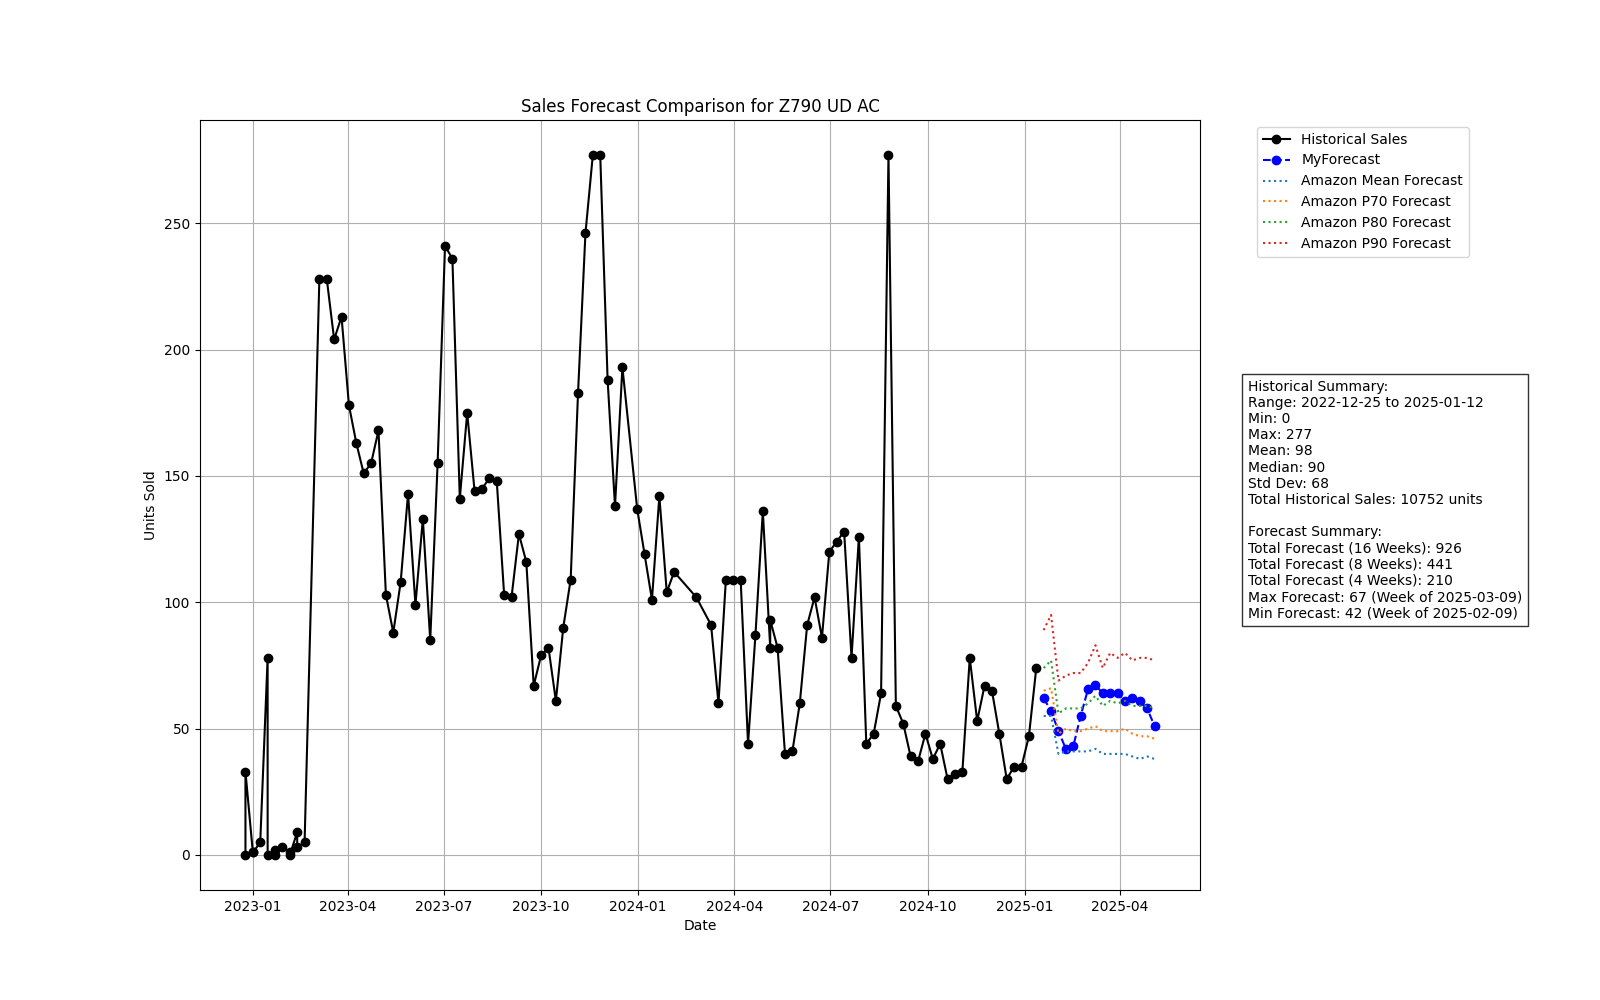 Sales Forecast Comparison for Z790 UD AC
Historical Sales
MyForecast
Amazon Mean Forecast
Amazon P70 Forecast
Amazon P80 Forecast
Amazon P90 Forecast
250
200
150
100
50
0
Units Sold
Historical Summary:
Range: 2022-12-25 to 2025-01-12
Min: 0
Max: 277
Mean: 98
Median: 90
Std Dev: 68
Total Historical Sales: 10752 units
Forecast Summary:
Total Forecast (16 Weeks): 926
Total Forecast (8 Weeks): 441
Total Forecast (4 Weeks): 210
Max Forecast: 67 (Week of 2025-03-09)
Min Forecast: 42 (Week of 2025-02-09)
2023-01 2023-04 2023-07 2023-10 2024-01 2024-04 2024-07 2024-10 2025-01 2025-04
Date